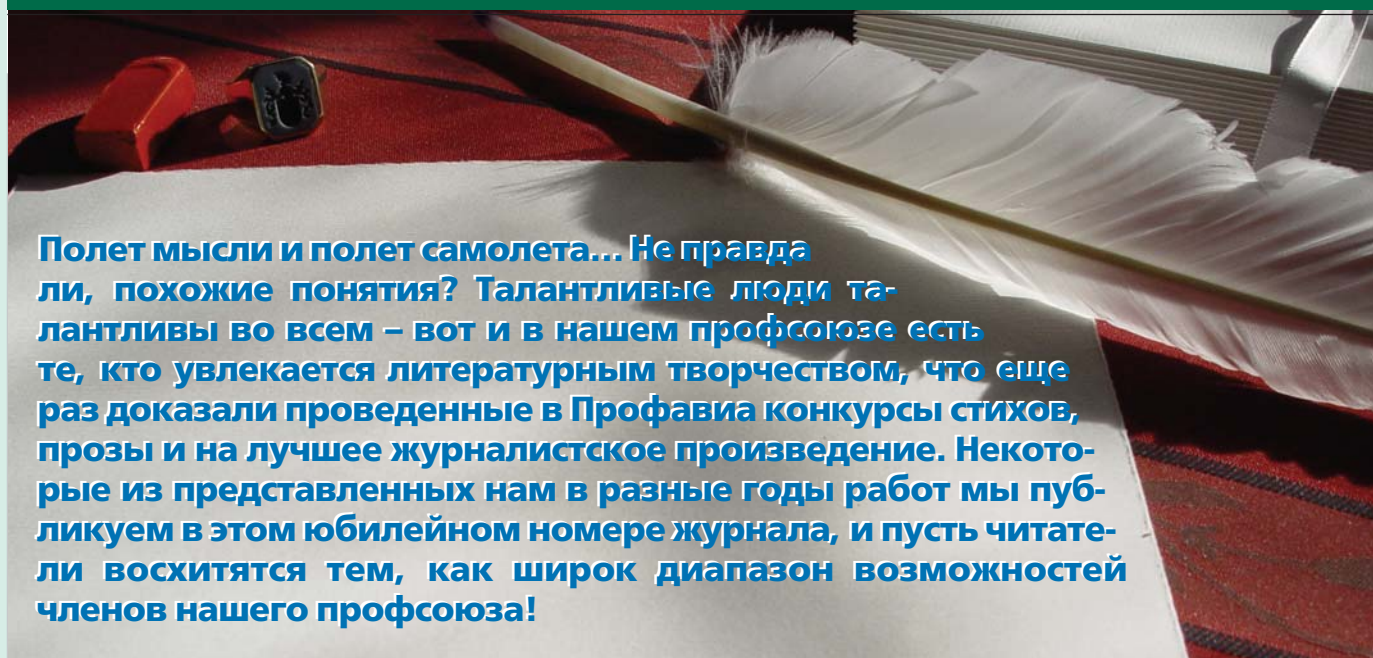 Полет мысли и полет самолета... Не правда
ли, похожие понятия? Талантливые люди та-
лантливы во всем – вот и в нашем профсоюзе есть
те, кто увлекается литературным творчеством, что еще
раз доказали проведенные в Профавиа конкурсы стихов,
прозы и на лучшее журналистское произведение. Некото-
рые из представленных нам в разные годы работ мы пуб-
ликуем в этом юбилейном номере журнала, и пусть читате-
ли восхитятся тем, как широк диапазон возможностей
членов нашего профсоюза!